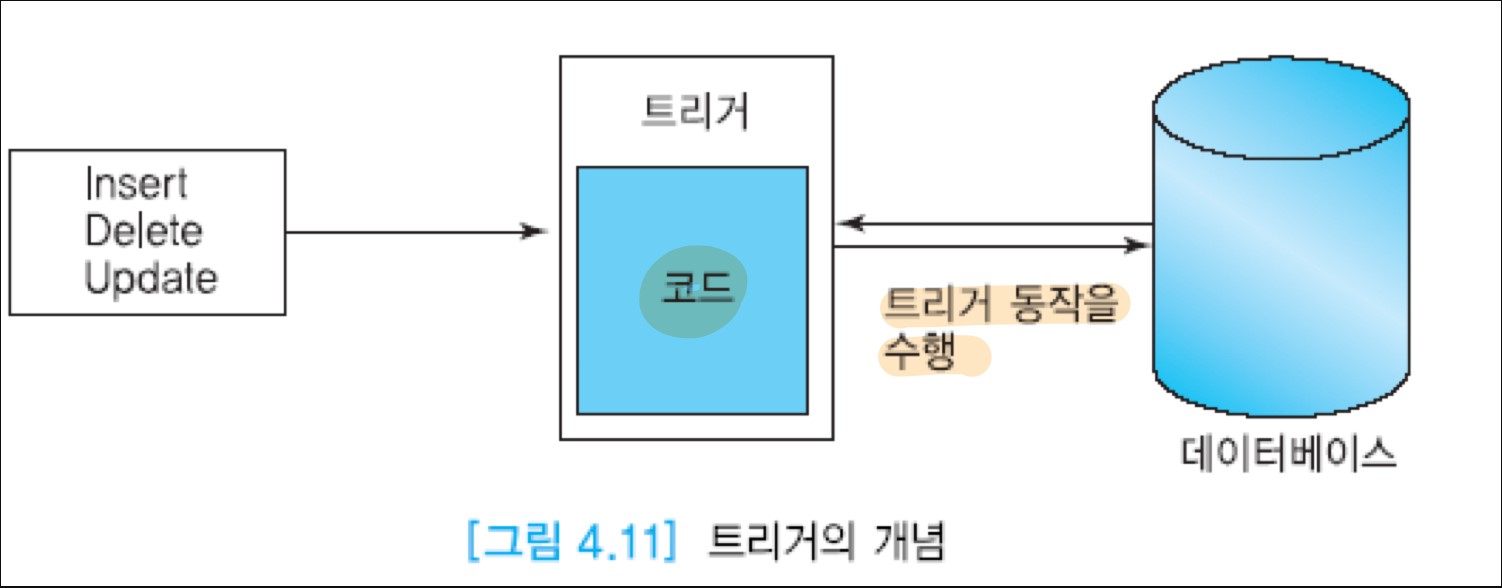 트리거
Insert
Delete
Update
코드
트리거 동작을
수행
데이터베이스
[그림 4.11] 트리거의 개념